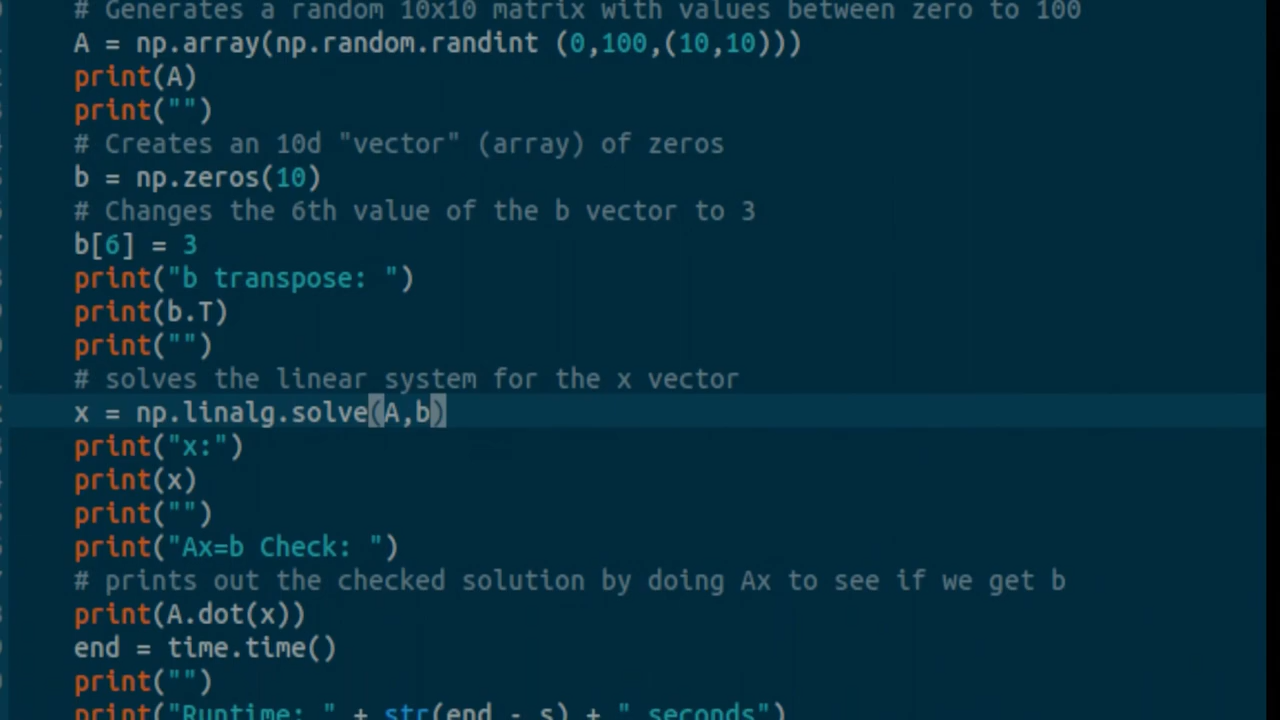 # Generates a random 10x10 matrix with values between zero to 100
A = np.array(np.random.randint (0,100,(10,10)))
print(A)
print("")
# Creates an 10d "vector" (array) of zeros
b = np.zeros(10)
# Changes the 6th value of the b vector to 3
b[6] = 3
print("b transpose: ")
print(b.T)
print("")
# solves the linear system for the x vector
x = np.linalg.solve(A,b)
print("x:")
print(x)
print("")
print("Ax=b Check: ")
# prints out the checked solution by doing Ax to see if we get b
print(A.dot(x))
end = time.time()
print("")
print("Runtime: " + str(end - s) + " seconds")